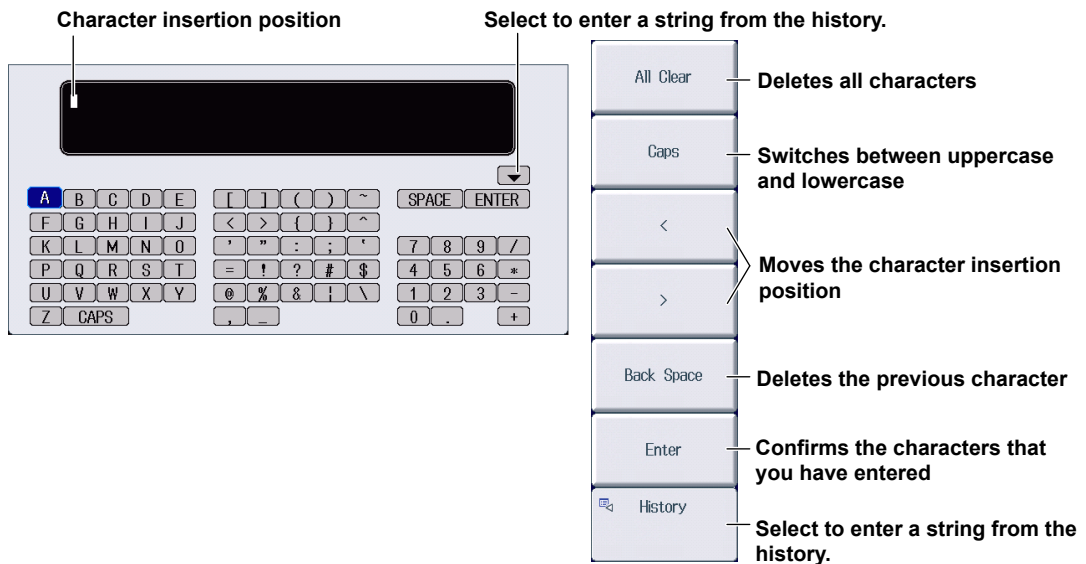 Character insertion position
Select to enter a string from the history.
A B C D E [ ] ( ) ~ SPACE ENTER
F G H I J < > { } ^
K L M N O ' " : ; ‘ 7 8 9 /
P Q R S T = ! ? # $ 4 5 6 *
U V W X Y @ % & ¦ \ 1 2 3 -
Z CAPS , _ 0 . +
All Clear
Deletes all characters
Caps
Switches between uppercase
and lowercase
<
>
Moves the character insertion
position
Back Space
Deletes the previous character
Enter
Confirms the characters that
you have entered
History
Select to enter a string from the
history.